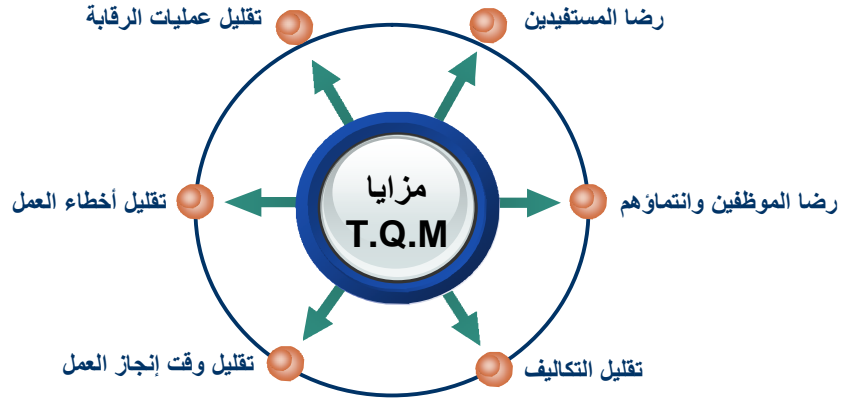 رضا المستفيدين
تقليل عمليات الرقابة
مزايا
T.Q.M
رضا الموظفين وانتماؤهم
تقليل أخطاء العمل
تقليل التكاليف
تقليل وقت إنجاز العمل